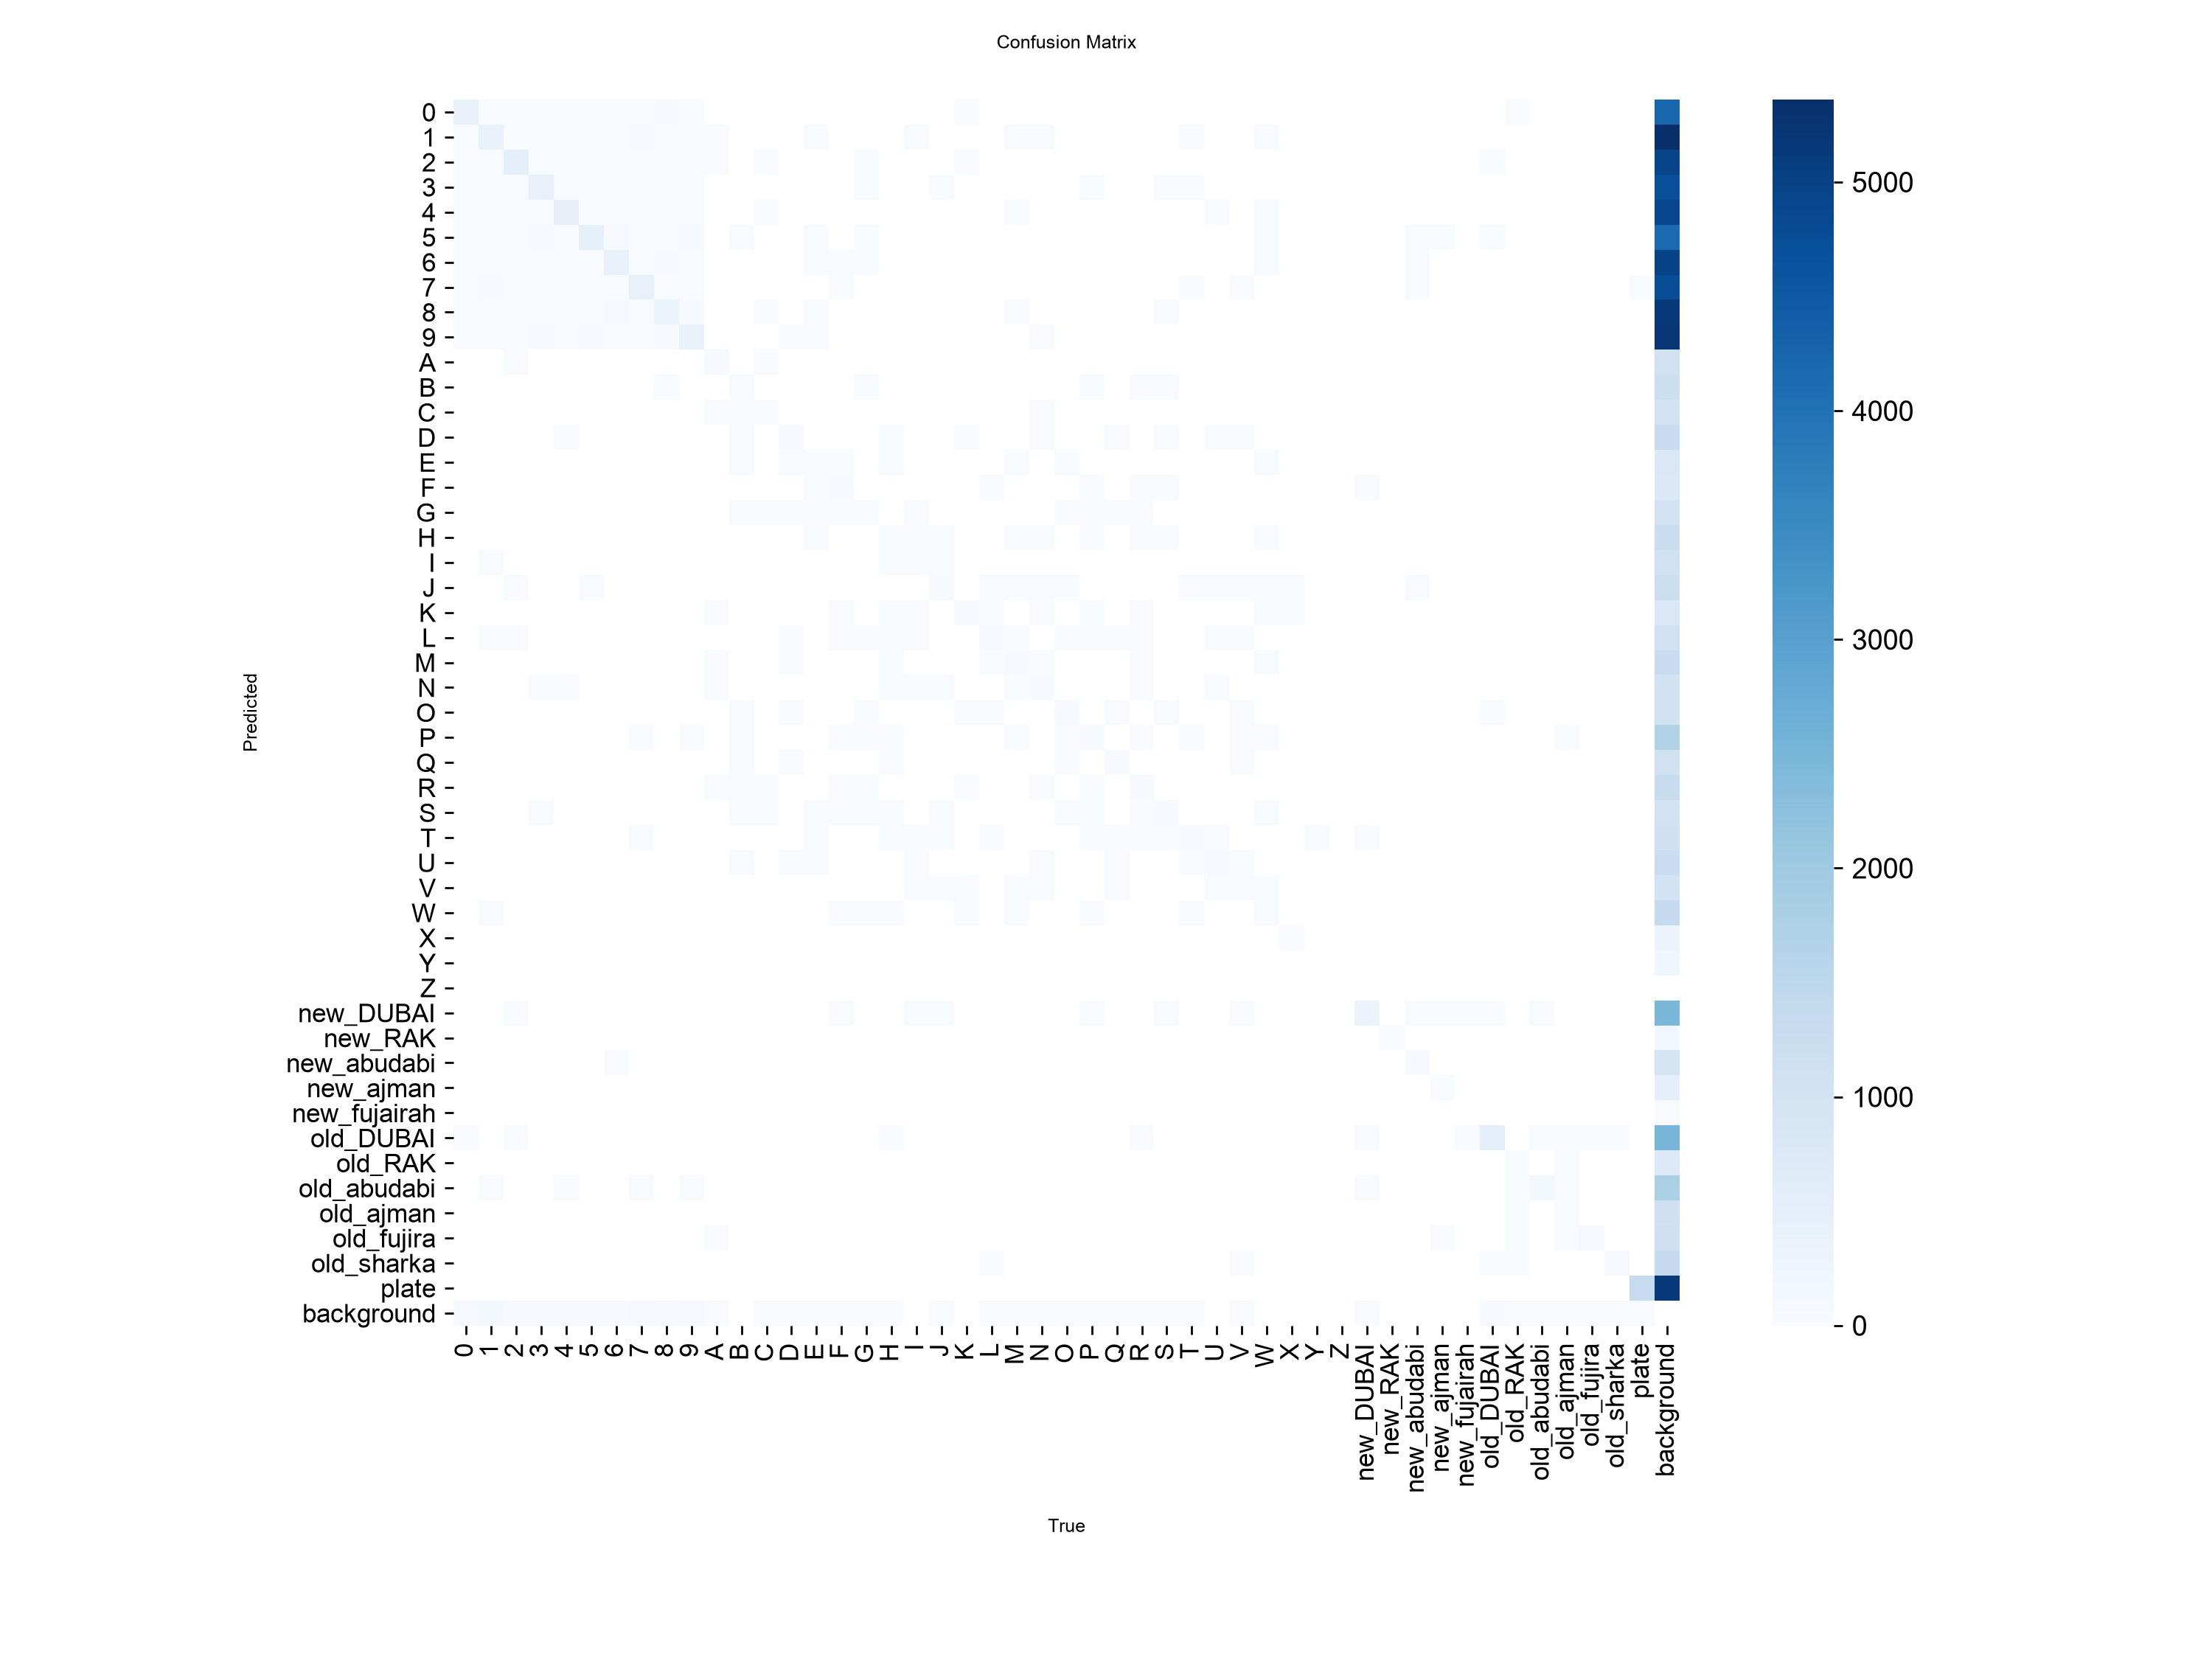 Confusion Matrix
0
1
2
3
4
5
6
7
8
9
A
B
C
D
E
F
G
H
I
J
K
L
M
N
O
P
Q
R
S
T
U
V
W
X
Y
Z
new_DUBAI
new_RAK
new_abudabi
new_ajman
new_fujairah
old_DUBAI
old_RAK
old_abudabi
old_ajman
old_fujira
old_sharka
plate
background
Predicted
0
1
2
3
4
5
6
7
8
9
A
B
C
D
E
F
G
H
I
J
K
L
M
N
O
P
Q
R
S
T
U
V
W
X
Y
Z
new_DUBAI
new_RAK
new_abudabi
new_ajman
new_fujairah
old_DUBAI
old_RAK
old_abudabi
old_ajman
old_fujira
old_sharka
plate
background
True
5000
4000
3000
2000
1000
0